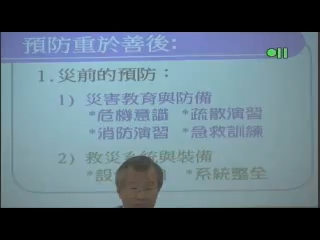 預防重於善後:
1.災前的預防：
1) 災害教育與防備
*危機意識 *疏散演習
*消防演習 *急救訓練
2) 救災系統與裝備
*設 *系統整全